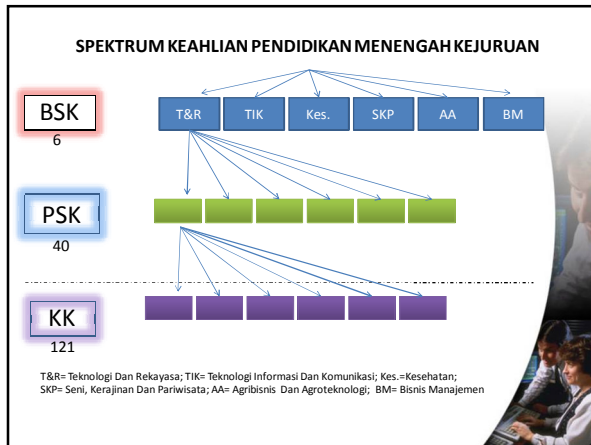 SPEKTRUM KEAHLIAN PENDIDIKAN MENENGAH KEJURUAN
BSK
6
T&R
TIK
Kes.
SKP
AA
BM
PSK
40
KK
121
T&R= Teknologi Dan Rekayasa; TIK= Teknologi Informasi Dan Komunikasi; Kes.=Kesehatan;
SKP= Seni, Kerajinan Dan Pariwisata; AA= Agribisnis Dan Agroteknologi; BM= Bisnis Manajemen